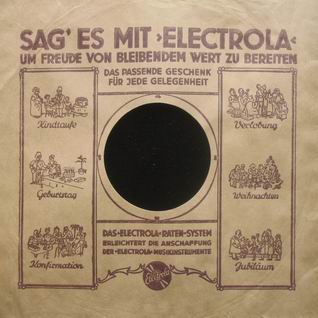 SAG' ES MIT ›ELECTROLA‹
UM FREUDE VON BLEIBENDEM WERT ZU BEREITEN
DAS PASSENDE GESCHENK
FÜR JEDE GELEGENHEIT
Kindtaufe
Verlobung
Geburtstag
Weihnachten
Konfirmation
Jubiläum
DAS ›ELECTROLA‹ RATEN-SYSTEM
ERLEICHTERT DIE ANSCHAFFUNG
DER ›ELECTROLA‹ MUSIKINSTRUMENTE
Electrola